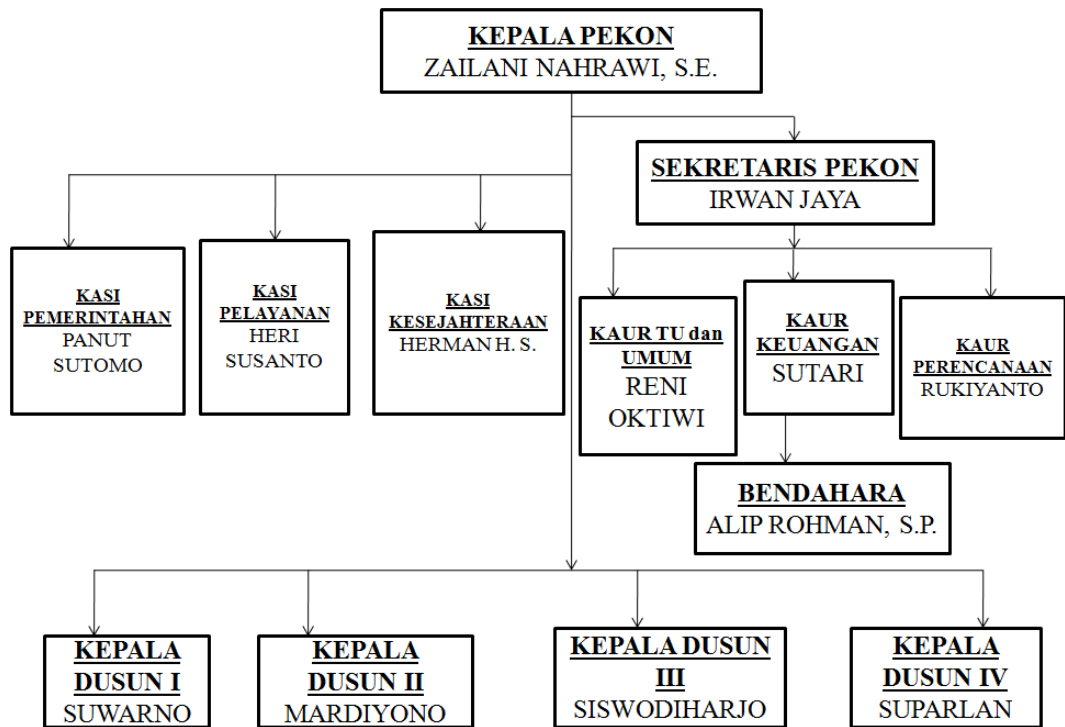 KEPALA PEKON
ZAILANI NAHRAWI, S.E.
SEKRETARIS PEKON
IRWAN JAYA
KASI
PEMERINTAHAN
PANUT
SUTOMO
KASI
PELAYANAN
HERI
SUSANTO
KASI
KESEJAHTERAAN
HERMAN H. S.
KAUR TU dan
UMUM
RENI
OKTIWI
KAUR
KEUANGAN
SUTARI
KAUR
PERENCANAAN
RUKIYANTO
BENDAHARA
ALIP ROHMAN, S.P.
KEPALA
DUSUN I
SUWARNO
KEPALA
DUSUN II
MARDIYONO
KEPALA DUSUN
III
SISWODIHARJO
KEPALA
DUSUN IV
SUPARLAN